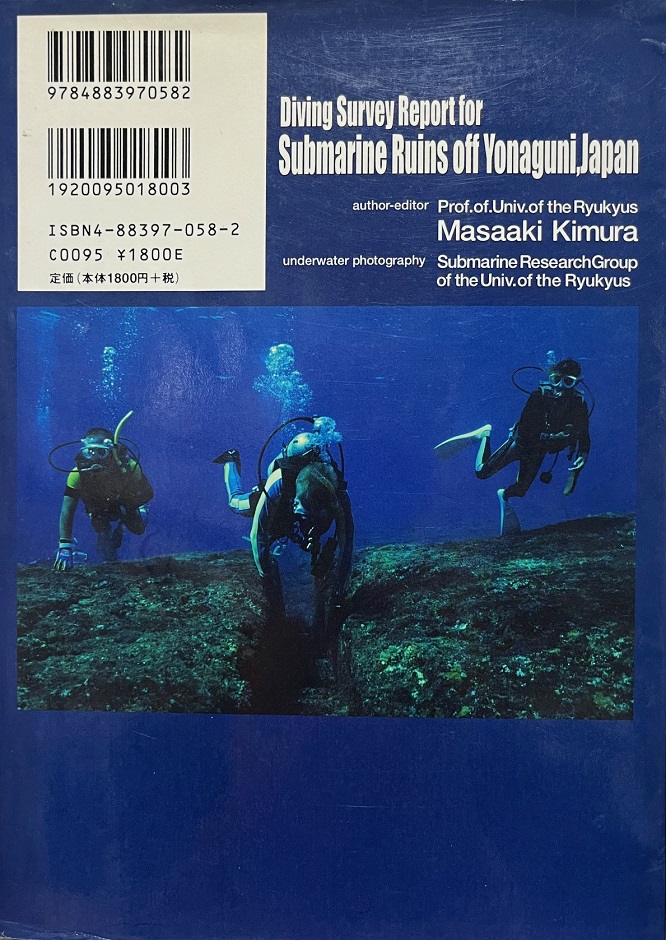 9784883970582
1920095018003
ISBN4-88397-058-2
C0095 ¥1800E
定価(本体1800円+税)
Diving Survey Report for
Submarine Ruins off Yonaguni,Japan
author-editor Prof.of.Univ.of the Ryukyus
Masaaki Kimura
underwater photography Submarine ResearchGroup
of the Univ.of the Ryukyus